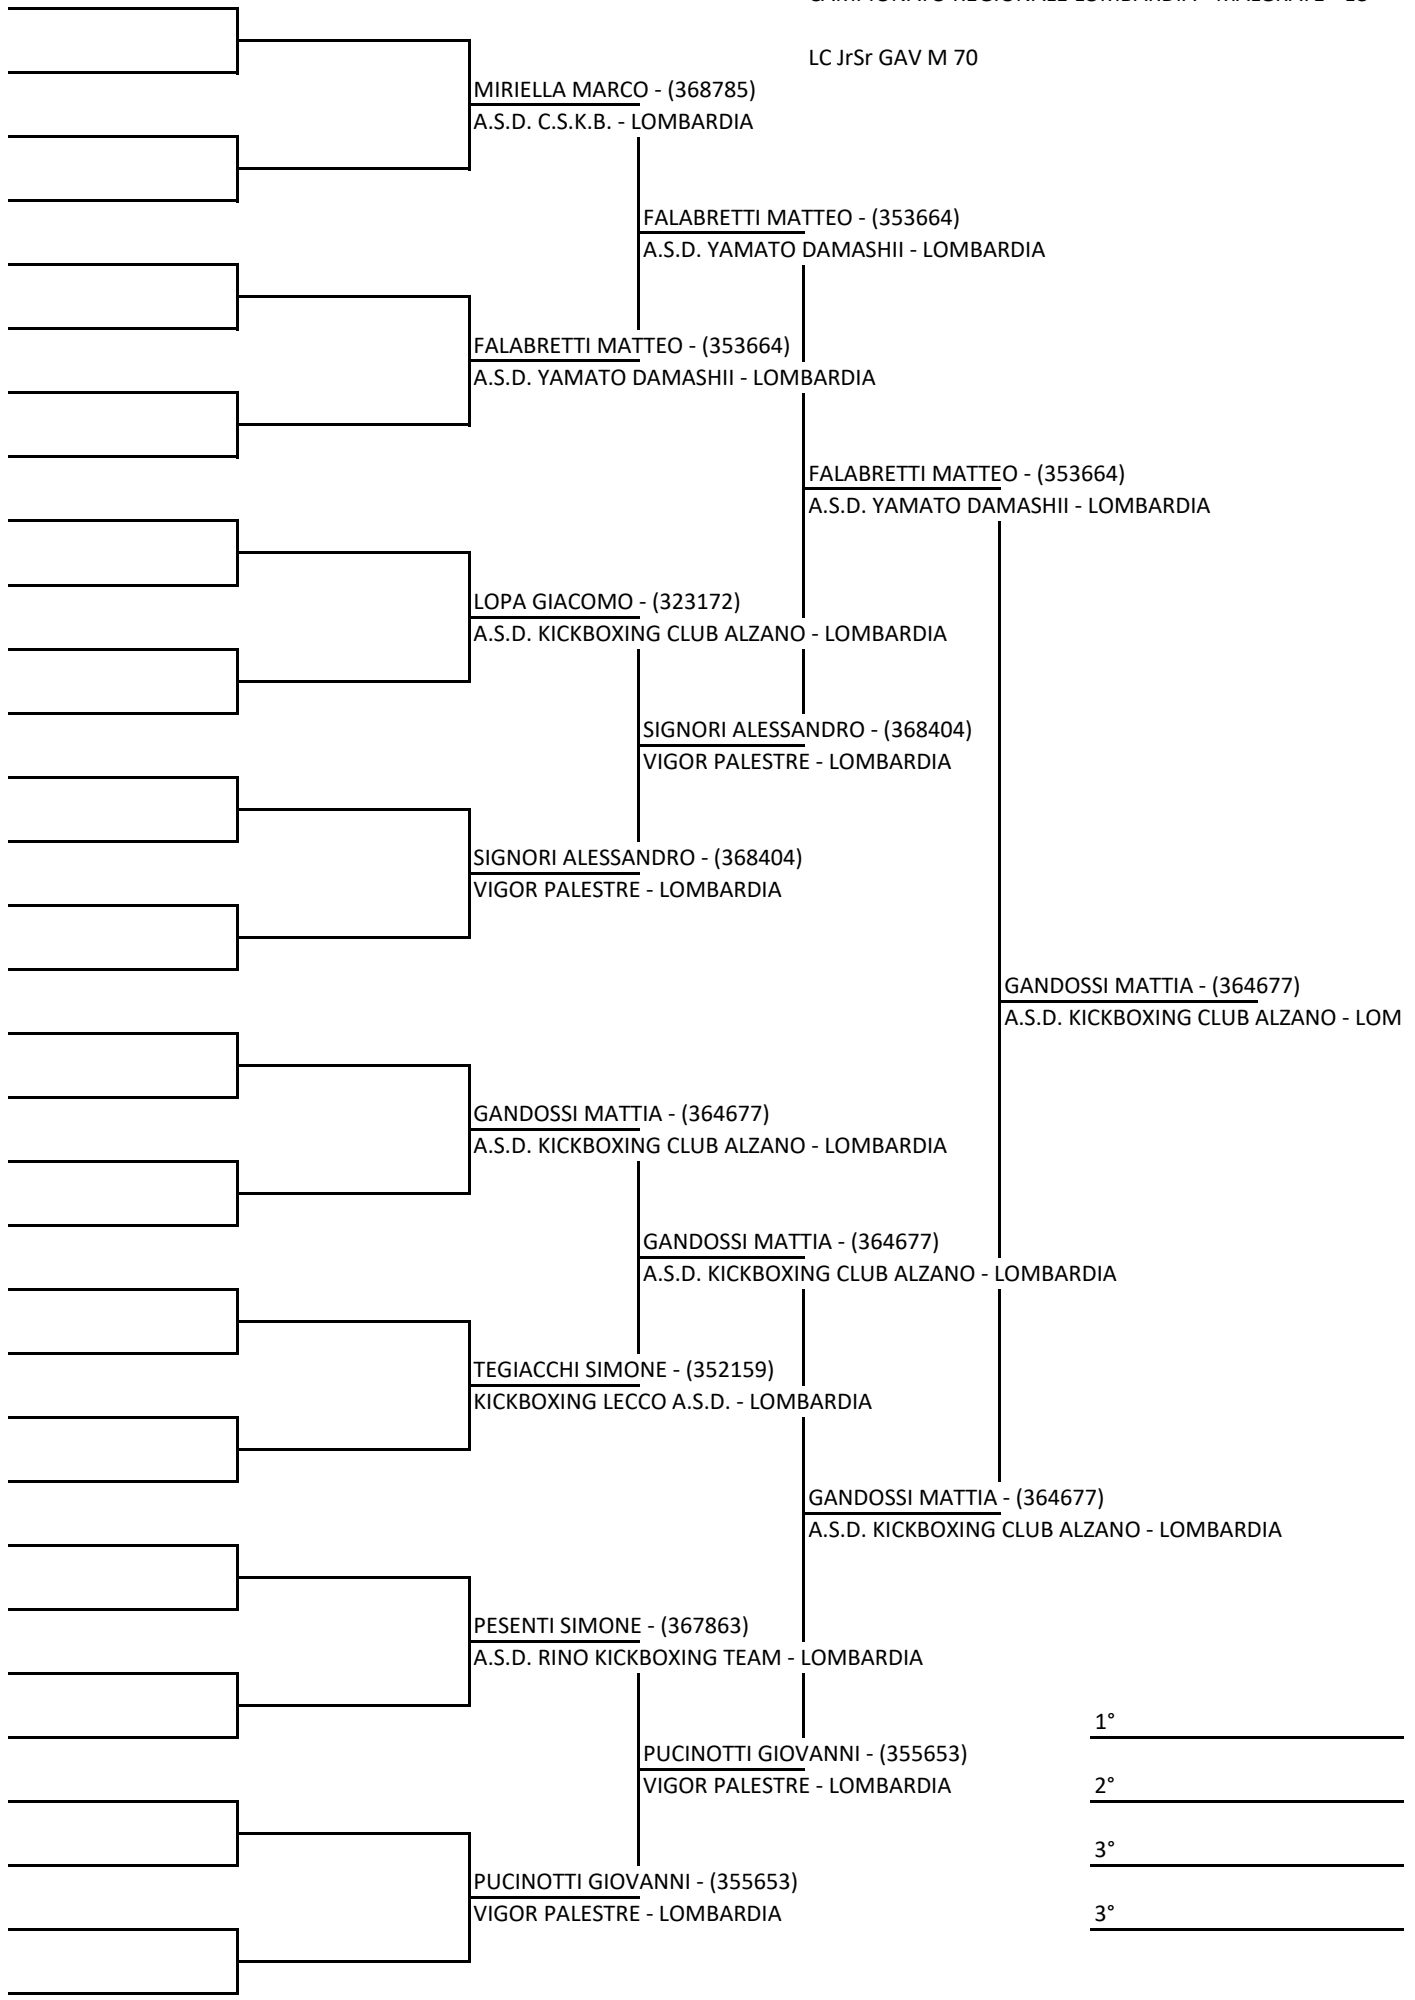 LC JrSr GAV M 70
MIRIELLA MARCO - (368785)
A.S.D. C.S.K.B. - LOMBARDIA
FALABRETTI MATTEO - (353664)
A.S.D. YAMATO DAMASHII - LOMBARDIA
FALABRETTI MATTEO - (353664)
A.S.D. YAMATO DAMASHII - LOMBARDIA
FALABRETTI MATTEO - (353664)
A.S.D. YAMATO DAMASHII - LOMBARDIA
LOPA GIACOMO - (323172)
A.S.D. KICKBOXING CLUB ALZANO - LOMBARDIA
SIGNORI ALESSANDRO - (368404)
VIGOR PALESTRE - LOMBARDIA
SIGNORI ALESSANDRO - (368404)
VIGOR PALESTRE - LOMBARDIA
GANDOSSI MATTIA - (364677)
A.S.D. KICKBOXING CLUB ALZANO - LOM
GANDOSSI MATTIA - (364677)
A.S.D. KICKBOXING CLUB ALZANO - LOMBARDIA
GANDOSSI MATTIA - (364677)
A.S.D. KICKBOXING CLUB ALZANO - LOMBARDIA
TEGIACCHI SIMONE - (352159)
KICKBOXING LECCO A.S.D. - LOMBARDIA
GANDOSSI MATTIA - (364677)
A.S.D. KICKBOXING CLUB ALZANO - LOMBARDIA
PESENTI SIMONE - (367863)
A.S.D. RINO KICKBOXING TEAM - LOMBARDIA
1°
PUCINOTTI GIOVANNI - (355653)
VIGOR PALESTRE - LOMBARDIA
2°
3°
PUCINOTTI GIOVANNI - (355653)
VIGOR PALESTRE - LOMBARDIA
3°